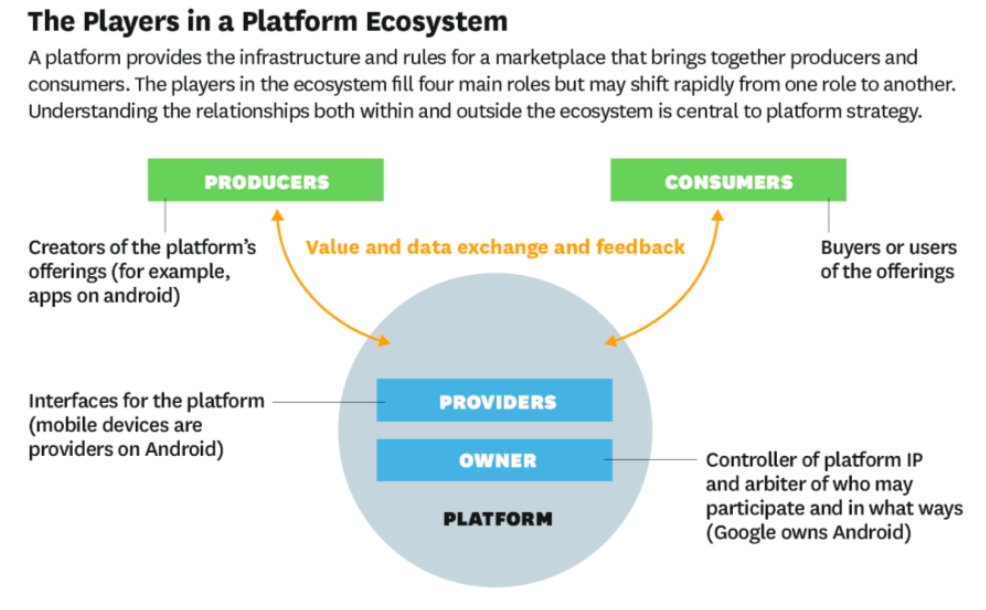 The Players in a Platform Ecosystem
A platform provides the infrastructure and rules for a marketplace that brings together producers and
consumers. The players in the ecosystem fill four main roles but may shift rapidly from one role to another.
Understanding the relationships both within and outside the ecosystem is central to platform strategy.
PRODUCERS
CONSUMERS
Creators of the platform’s
offerings (for example,
apps on android)
Value and data exchange and feedback
Buyers or users
of the offerings
Interfaces for the platform
(mobile devices are
providers on Android)
PROVIDERS
OWNER
PLATFORM
Controller of platform IP
and arbiter of who may
participate and in what ways
(Google owns Android)